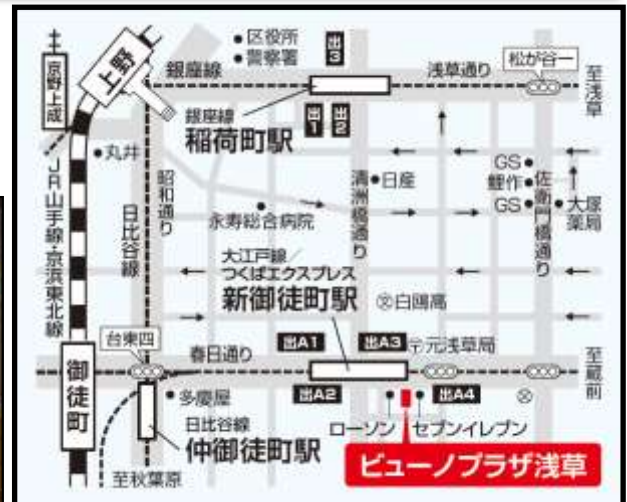 区役所
警察署
出3
松が谷一
京成上野
上野
銀座線
浅草通り
至浅草
銀座線
稲荷町駅
出1
出2
丸井
JR山手線・京浜東北線
日比谷線
昭和通り
永寿総合病院
清洲橋通り
日産
GS
鯉作
GS
佐衛門橋通り
大塚薬局
大江戸線/
つくばエクスプレス
新御徒町駅
文白鴎高
台東四
春日通り
出A1
出A3
〒元浅草局
至蔵前
御徒町
多慶屋
出A2
出A4
日比谷線
仲御徒町駅
ローソン
セブンイレブン
至秋葉原
ビューノプラザ浅草